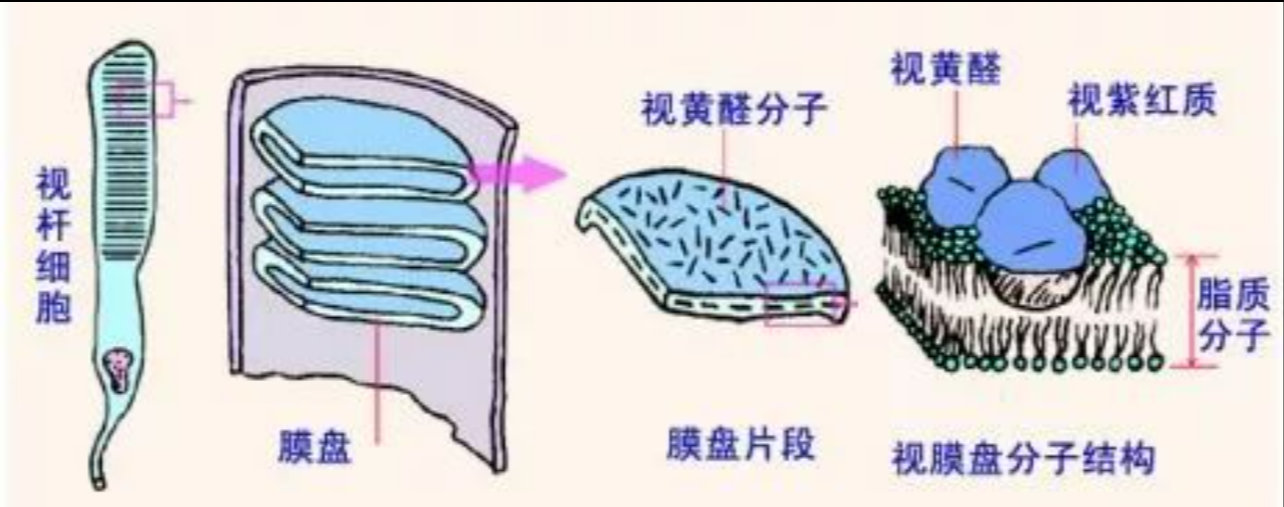 视杆细胞
膜盘
视黄醛分子
膜盘片段
视黄醛
视紫红质
脂质
分子
视膜盘分子结构